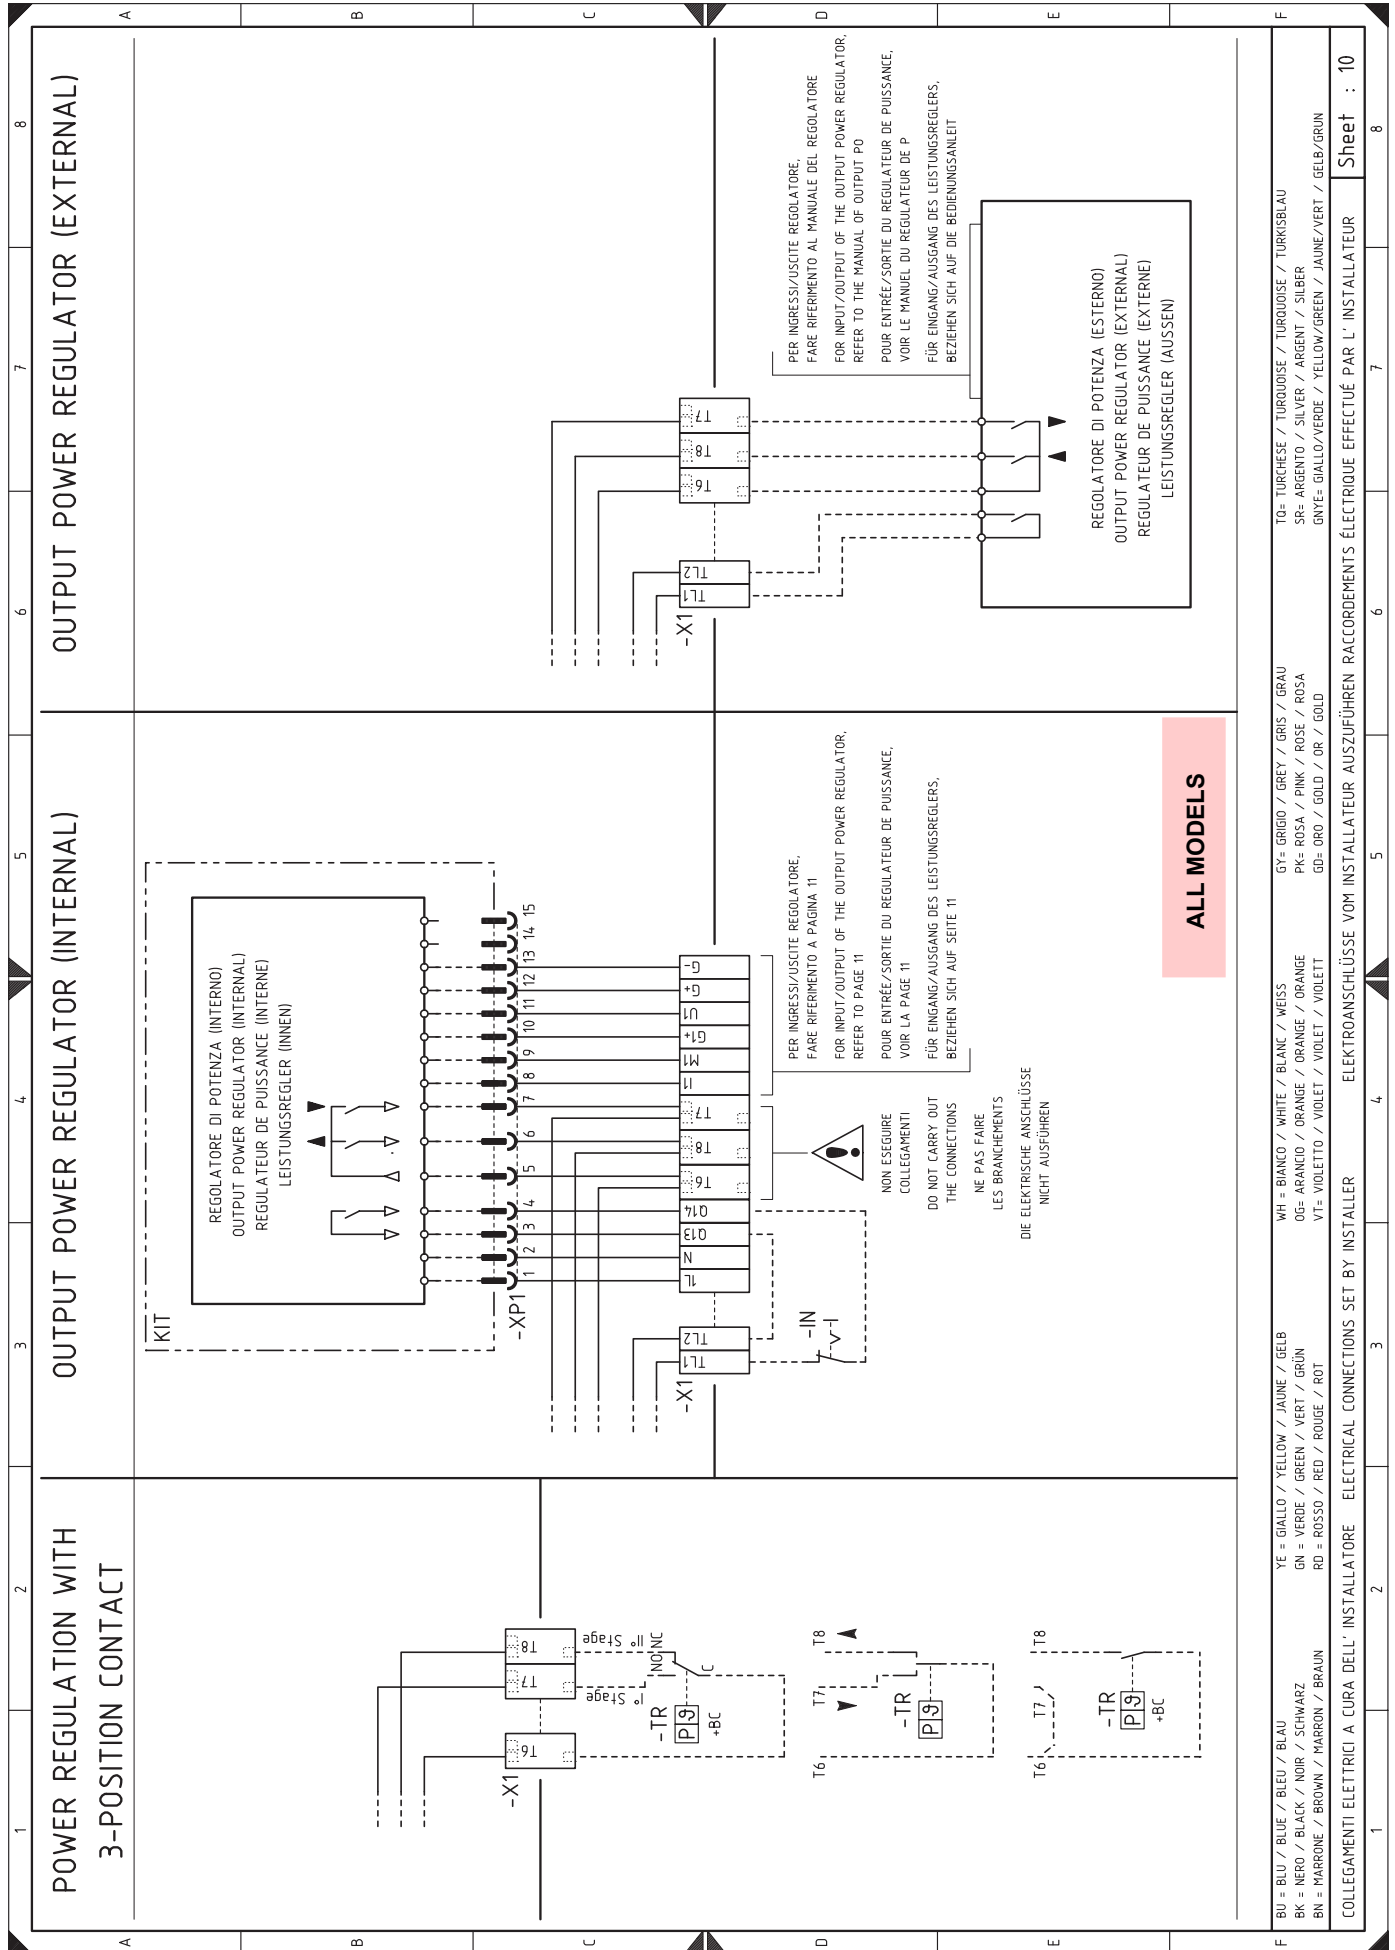 1 2 3 4 5 6 7 8
A
B
C
D
E
F
POWER REGULATION WITH
3-POSITION CONTACT
-X1
T6 T7 T8
I° Stage
II° Stage
NO NC
C
-TR
P ϑ
+BC
T6 T7 T8
-TR
P ϑ
T6 T7 T8
-TR
P ϑ
+BC
OUTPUT POWER REGULATOR (INTERNAL)
KIT
REGOLATORE DI POTENZA (INTERNO)
OUTPUT POWER REGULATOR (INTERNAL)
REGULATEUR DE PUISSANCE (INTERNE)
LEISTUNGSREGLER (INNEN)
-XP1
1 2 3 4 5 6 7 8 9 10 11 12 13 14 15
-X1
TL1 TL2 1L N Q13 Q14 T6 T8 T7 I1 M1 G1+ U1 G+ G-
-IN
NON ESEGUIRE
COLLEGAMENTI
DO NOT CARRY OUT
THE CONNECTIONS
NE PAS FAIRE
LES BRANCHEMENTS
DIE ELEKTRISCHE ANSCHLÜSSE
NICHT AUSFÜHREN
PER INGRESSI/USCITE REGOLATORE,
FARE RIFERIMENTO A PAGINA 11
FOR INPUT/OUTPUT OF THE OUTPUT POWER REGULATOR,
REFER TO PAGE 11
POUR ENTRÉE/SORTIE DU REGULATEUR DE PUISSANCE,
VOIR LA PAGE 11
FÜR EINGANG/AUSGANG DES LEISTUNGSREGLERS,
BEZIEHEN SICH AUF SEITE 11
ALL MODELS
OUTPUT POWER REGULATOR (EXTERNAL)
-X1
TL1 TL2 T6 T8 T7
PER INGRESSI/USCITE REGOLATORE,
FARE RIFERIMENTO AL MANUALE DEL REGOLATORE
FOR INPUT/OUTPUT OF THE OUTPUT POWER REGULATOR,
REFER TO THE MANUAL OF OUTPUT PO
POUR ENTRÉE/SORTIE DU REGULATEUR DE PUISSANCE,
VOIR LE MANUEL DU REGULATEUR DE P
FÜR EINGANG/AUSGANG DES LEISTUNGSREGLERS,
BEZIEHEN SICH AUF DIE BEDIENUNGSANLEIT
REGOLATORE DI POTENZA (ESTERNO)
OUTPUT POWER REGULATOR (EXTERNAL)
REGULATEUR DE PUISSANCE (EXTERNE)
LEISTUNGSREGLER (AUSSEN)
BU = BLU / BLUE / BLEU / BLAU
BK = NERO / BLACK / NOIR / SCHWARZ
BN = MARRONE / BROWN / MARRON / BRAUN
YE = GIALLO / YELLOW / JAUNE / GELB
GN = VERDE / GREEN / VERT / GRÜN
RD = ROSSO / RED / ROUGE / ROT
WH = BIANCO / WHITE / BLANC / WEISS
OG= ARANCIO / ORANGE / ORANGE / ORANGE
VT= VIOLETTO / VIOLET / VIOLET / VIOLETT
GY= GRIGIO / GREY / GRIS / GRAU
PK= ROSA / PINK / ROSE / ROSA
GD= ORO / GOLD / OR / GOLD
TQ= TURCHESE / TURQUOISE / TURQUOISE / TURKISBLAU
SR= ARGENTO / SILVER / ARGENT / SILBER
GNYE= GIALLO/VERDE / YELLOW/GREEN / JAUNE/VERT / GELB/GRUN
COLLEGAMENTI ELETTRICI A CURA DELL' INSTALLATORE ELECTRICAL CONNECTIONS SET BY INSTALLER ELEKTROANSCHLÜSSE VOM INSTALLATEUR AUSZUFÜHREN RACCORDEMENTS ÉLECTRIQUE EFFECTUÉ PAR L' INSTALLATEUR
Sheet : 10
1 2 3 4 5 6 7 8
A
B
C
D
E
F